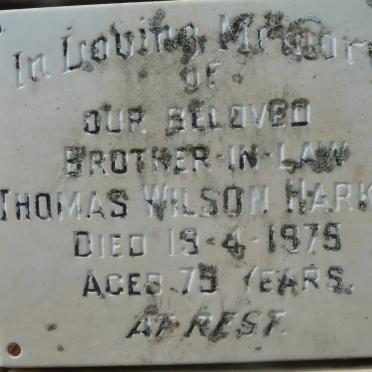 In Loving Memor
OF
OUR BELOVED
BROTHER-IN-LAW
THOMAS WILSON HARK
DIED 19-4-1975
AGED 75 YEARS.
AT REST.